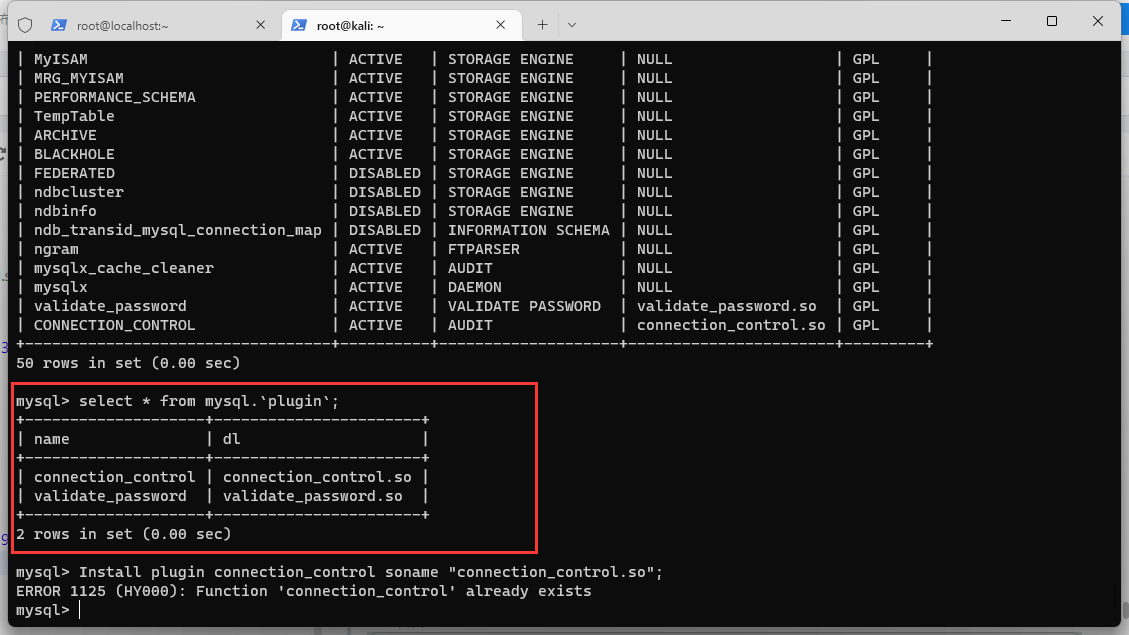 root@localhost:~
root@kali: ~
| MyISAM                          | ACTIVE   | STORAGE ENGINE     | NULL                  | GPL     |
| MRG_MYISAM                      | ACTIVE   | STORAGE ENGINE     | NULL                  | GPL     |
| PERFORMANCE_SCHEMA              | ACTIVE   | STORAGE ENGINE     | NULL                  | GPL     |
| TempTable                       | ACTIVE   | STORAGE ENGINE     | NULL                  | GPL     |
| ARCHIVE                         | ACTIVE   | STORAGE ENGINE     | NULL                  | GPL     |
| BLACKHOLE                       | ACTIVE   | STORAGE ENGINE     | NULL                  | GPL     |
| FEDERATED                       | DISABLED | STORAGE ENGINE     | NULL                  | GPL     |
| ndbcluster                      | DISABLED | STORAGE ENGINE     | NULL                  | GPL     |
| ndbinfo                         | DISABLED | STORAGE ENGINE     | NULL                  | GPL     |
| ndb_transid_mysql_connection_map | DISABLED | INFORMATION SCHEMA | NULL                  | GPL     |
| ngram                           | ACTIVE   | FTPARSER           | NULL                  | GPL     |
| mysqlx_cache_cleaner            | ACTIVE   | AUDIT              | NULL                  | GPL     |
| mysqlx                          | ACTIVE   | DAEMON             | NULL                  | GPL     |
| validate_password               | ACTIVE   | VALIDATE PASSWORD  | validate_password.so  | GPL     |
| CONNECTION_CONTROL              | ACTIVE   | AUDIT              | connection_control.so | GPL     |
+----------------------------------+----------+--------------------+-----------------------+---------+
50 rows in set (0.00 sec)
mysql> select * from mysql.`plugin`;
+--------------------+-----------------------+
| name               | dl                    |
+--------------------+-----------------------+
| connection_control | connection_control.so |
| validate_password  | validate_password.so  |
+--------------------+-----------------------+
2 rows in set (0.00 sec)
mysql> Install plugin connection_control soname "connection_control.so";
ERROR 1125 (HY000): Function 'connection_control' already exists
mysql>